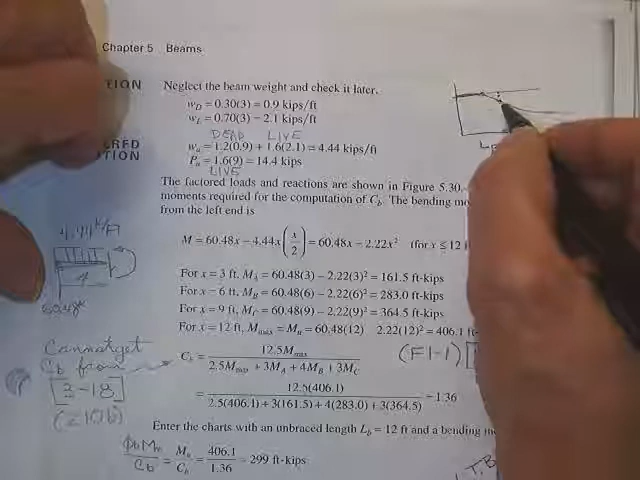 Chapter 5 Beams
TION
Neglect the beam weight and check it later.
w_D = 0.30(3) = 0.9 kips/ft
w_L = 0.70(3) = 2.1 kips/ft
DEAD LIVE
RED
TION
w_u = 1.2(0.9) + 1.6(2.1) = 4.44 kips/ft
P_u = 1.6(9) = 14.4 kips
LIVE
The factored loads and reactions are shown in Figure 5.30.
moments required for the computation of C_b. The bending mo
from the left end is
4.44 k/FT
M = 60.48x − 4.44x(x/2) = 60.48x − 2.22x² (for x ≤ 12
For x = 3 ft, M_A = 60.48(3) − 2.22(3)² = 161.5 ft-kips
For x = 6 ft, M_B = 60.48(6) − 2.22(6)² = 283.0 ft-kips
60.48k
For x = 9 ft, M_C = 60.48(9) − 2.22(9)² = 364.5 ft-kips
For x = 12 ft, M_max = M_u = 60.48(12) 2.22(12)² = 406.1 ft-
Cannot get
C_b from
[3-18]
C_b = 12.5M_max / 2.5M_max + 3M_A + 4M_B + 3M_C
(F1-1)
= 12.5(406.1) / 2.5(406.1) + 3(161.5) + 4(283.0) + 3(364.5) = 1.36
Enter the charts with an unbraced length L_b = 12 ft and a bending m
ϕ_b M_n / C_b = M_u / C_b = 406.1 / 1.36 = 299 ft-kips